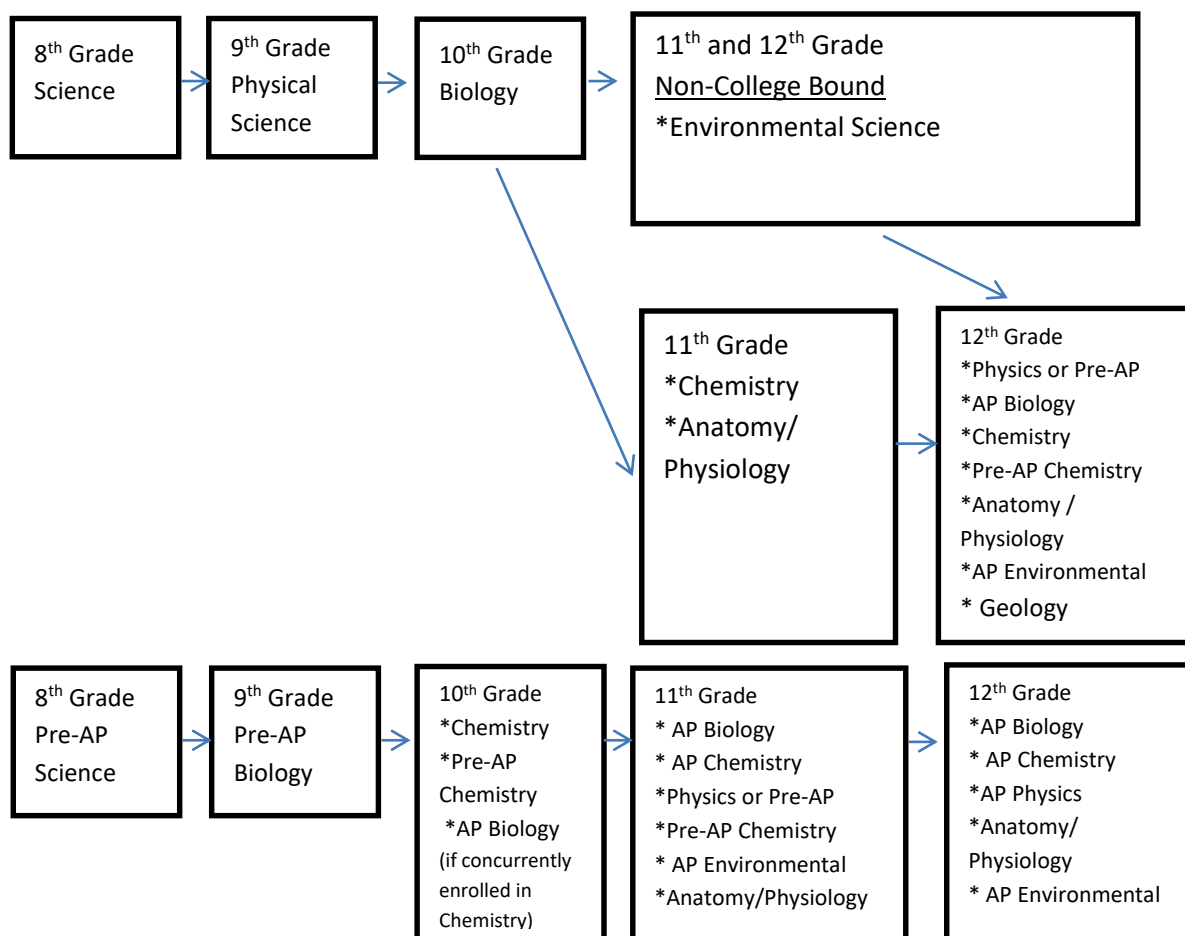 8th Grade
Science
9th Grade
Physical
Science
10th Grade
Biology
11th and 12th Grade
Non-College Bound
*Environmental Science
11th Grade
*Chemistry
*Anatomy/
Physiology
12th Grade
*Physics or Pre-AP
*AP Biology
*Chemistry
*Pre-AP Chemistry
*Anatomy /
Physiology
*AP Environmental
* Geology
8th Grade
Pre-AP
Science
9th Grade
Pre-AP
Biology
10th Grade
*Chemistry
*Pre-AP
Chemistry
*AP Biology
(if concurrently
enrolled in
Chemistry)
11th Grade
* AP Biology
* AP Chemistry
*Physics or Pre-AP
*Pre-AP Chemistry
* AP Environmental
*Anatomy/Physiology
12th Grade
*AP Biology
* AP Chemistry
*AP Physics
*Anatomy/
Physiology
* AP Environmental